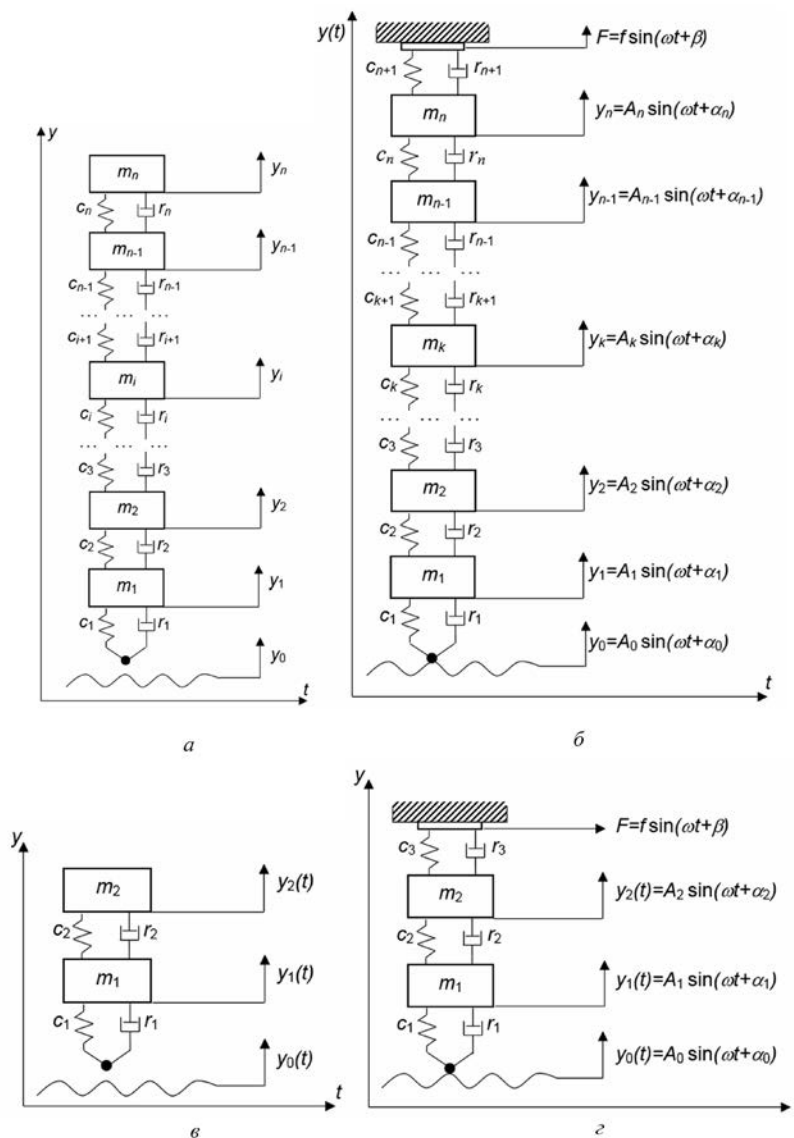 y
m_n
y_n
c_n
r_n
m_{n-1}
y_{n-1}
c_{n-1}
r_{n-1}
... ... ...
c_{i+1}
r_{i+1}
m_i
y_i
c_i
r_i
... ... ...
c_3
r_3
m_2
y_2
c_2
r_2
m_1
y_1
c_1
r_1
y_0
t
а
y(t)
F=f sin(ωt+β)
c_{n+1}
r_{n+1}
m_n
y_n=A_n sin(ωt+α_n)
c_n
r_n
m_{n-1}
y_{n-1}=A_{n-1} sin(ωt+α_{n-1})
c_{n-1}
r_{n-1}
... ... ...
c_{k+1}
r_{k+1}
m_k
y_k=A_k sin(ωt+α_k)
c_k
r_k
... ... ...
c_3
r_3
m_2
y_2=A_2 sin(ωt+α_2)
c_2
r_2
m_1
y_1=A_1 sin(ωt+α_1)
c_1
r_1
y_0=A_0 sin(ωt+α_0)
t
б
y
m_2
y_2(t)
c_2
r_2
m_1
y_1(t)
c_1
r_1
y_0(t)
t
в
y
F=f sin(ωt+β)
c_3
r_3
m_2
y_2(t)=A_2 sin(ωt+α_2)
c_2
r_2
m_1
y_1(t)=A_1 sin(ωt+α_1)
c_1
r_1
y_0(t)=A_0 sin(ωt+α_0)
t
г